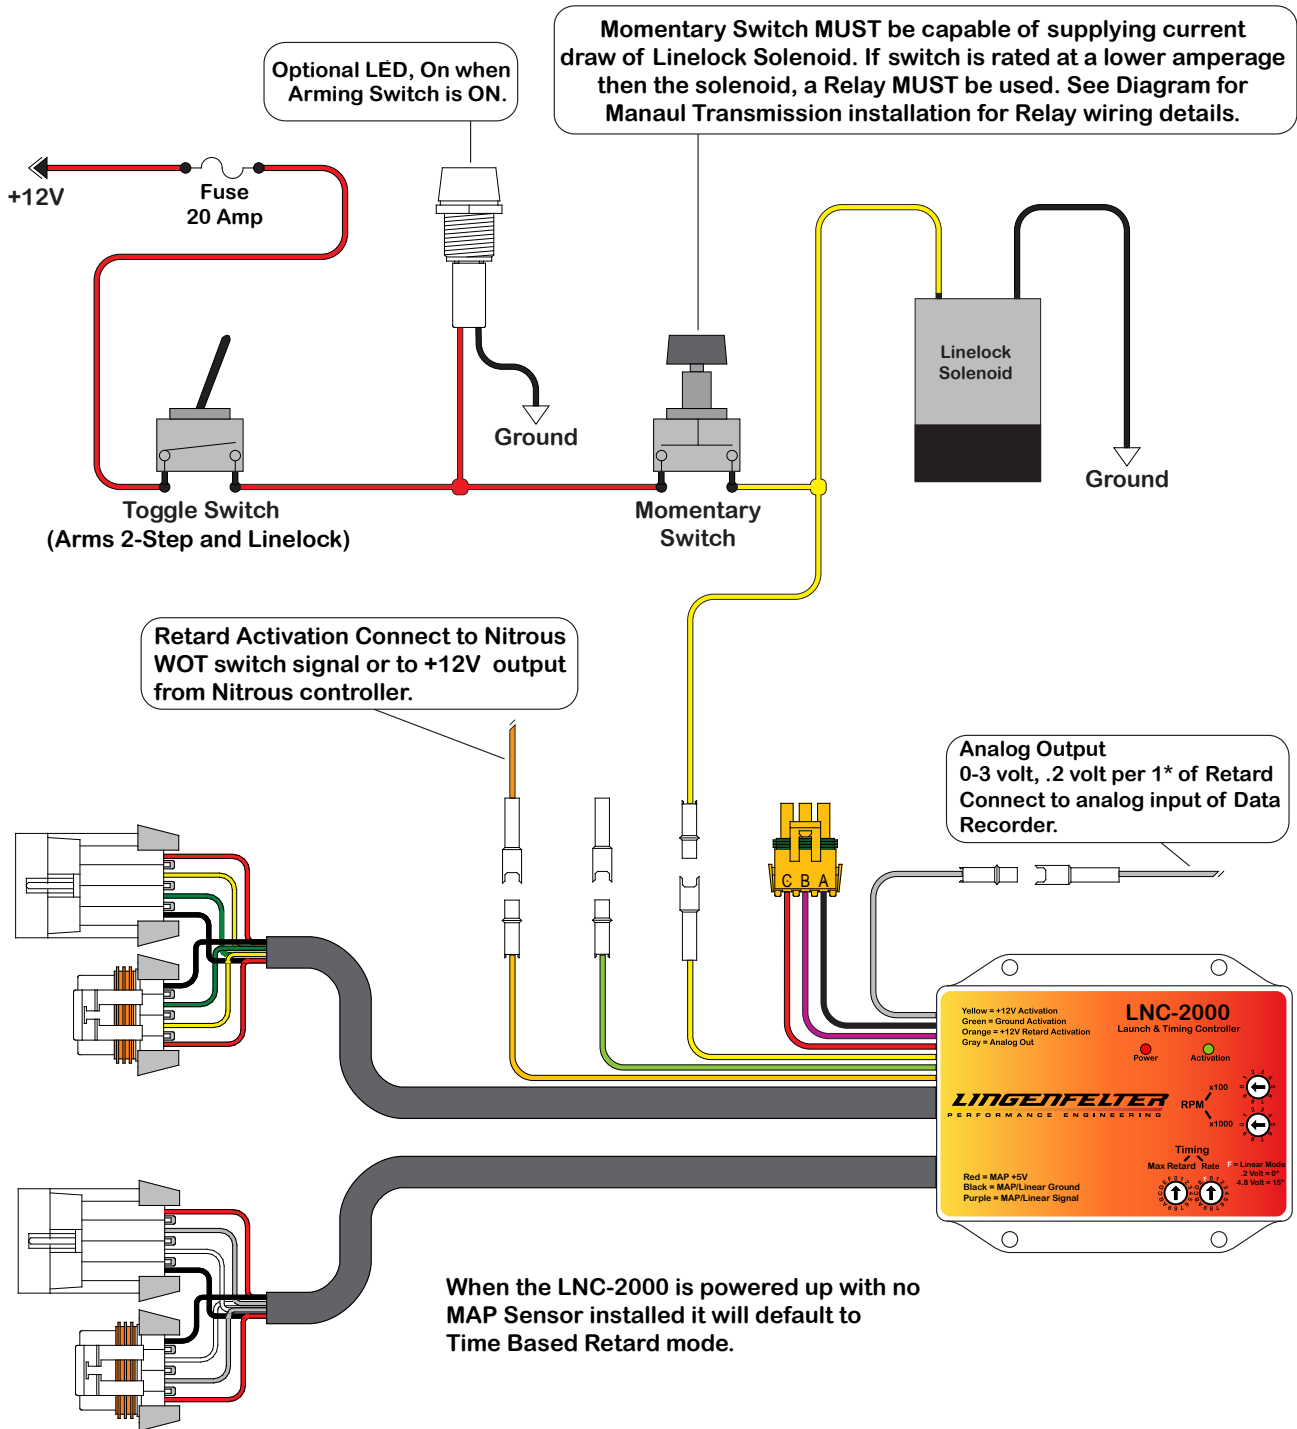 Momentary Switch MUST be capable of supplying current
draw of Linelock Solenoid. If switch is rated at a lower amperage
then the solenoid, a Relay MUST be used. See Diagram for
Manaul Transmission installation for Relay wiring details.
Optional LED, On when
Arming Switch is ON.
+12V
Fuse
20 Amp
Linelock
Solenoid
Ground
Ground
Toggle Switch
(Arms 2-Step and Linelock)
Momentary
Switch
Retard Activation Connect to Nitrous
WOT switch signal or to +12V output
from Nitrous controller.
Analog Output
0-3 volt, .2 volt per 1* of Retard
Connect to analog input of Data
Recorder.
C B A
Yellow = +12V Activation
Green = Ground Activation
Orange = +12V Retard Activation
Gray = Analog Out
LNC-2000
Launch & Timing Controller
Power
Activation
LINGENFELTER
PERFORMANCE ENGINEERING
x100
RPM
x1000
Timing
Max Retard Rate
F = Linear Mode
.2 Volt = 0°
4.8 Volt = 15°
Red = MAP +5V
Black = MAP/Linear Ground
Purple = MAP/Linear Signal
When the LNC-2000 is powered up with no
MAP Sensor installed it will default to
Time Based Retard mode.